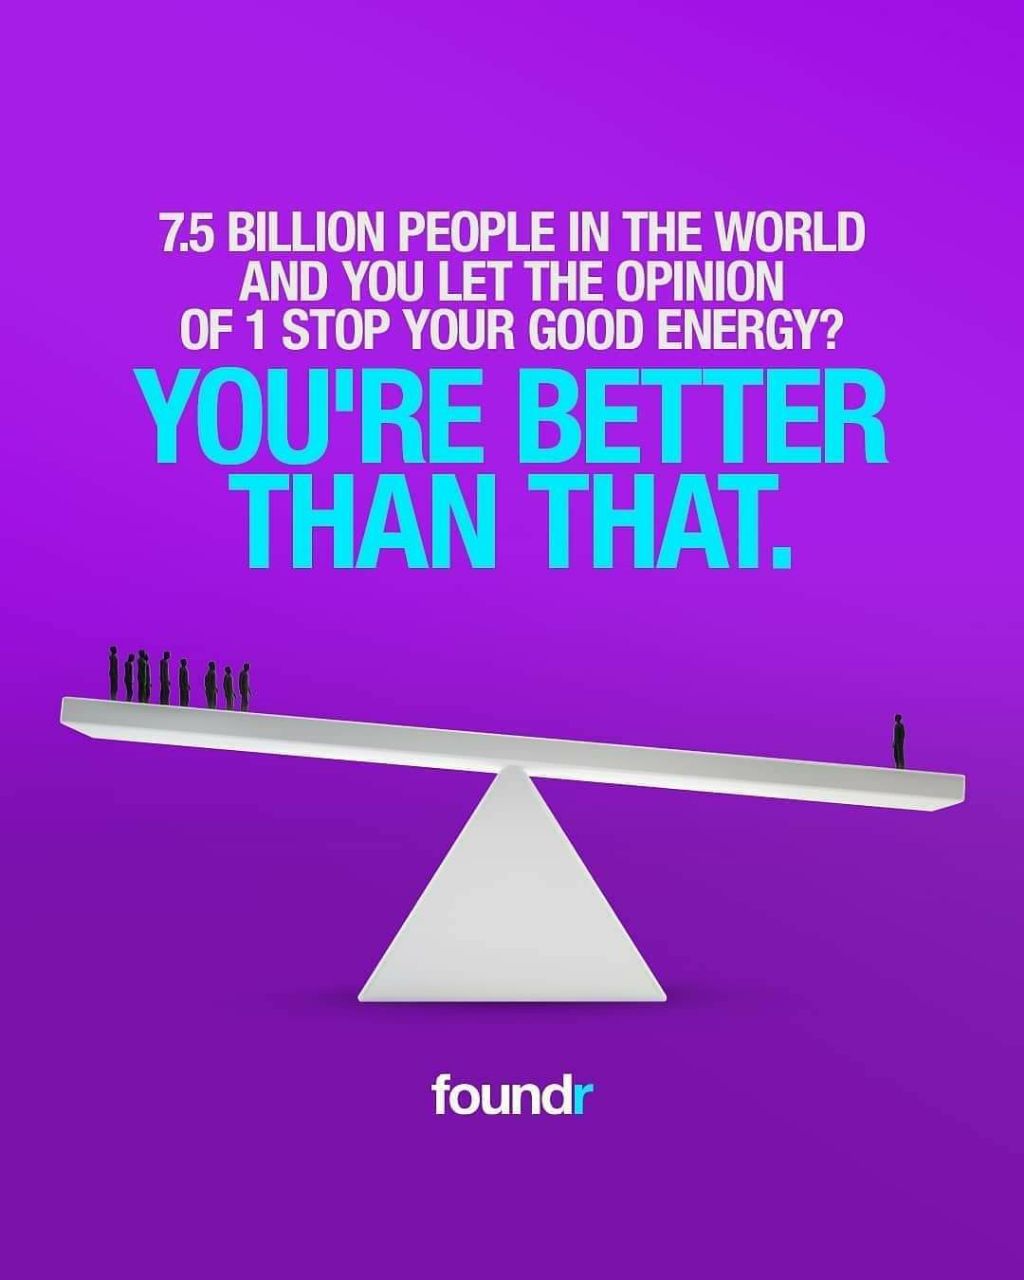 7.5 BILLION PEOPLE IN THE WORLD
AND YOU LET THE OPINION
OF 1 STOP YOUR GOOD ENERGY?
YOU'RE BETTER
THAN THAT.
foundr